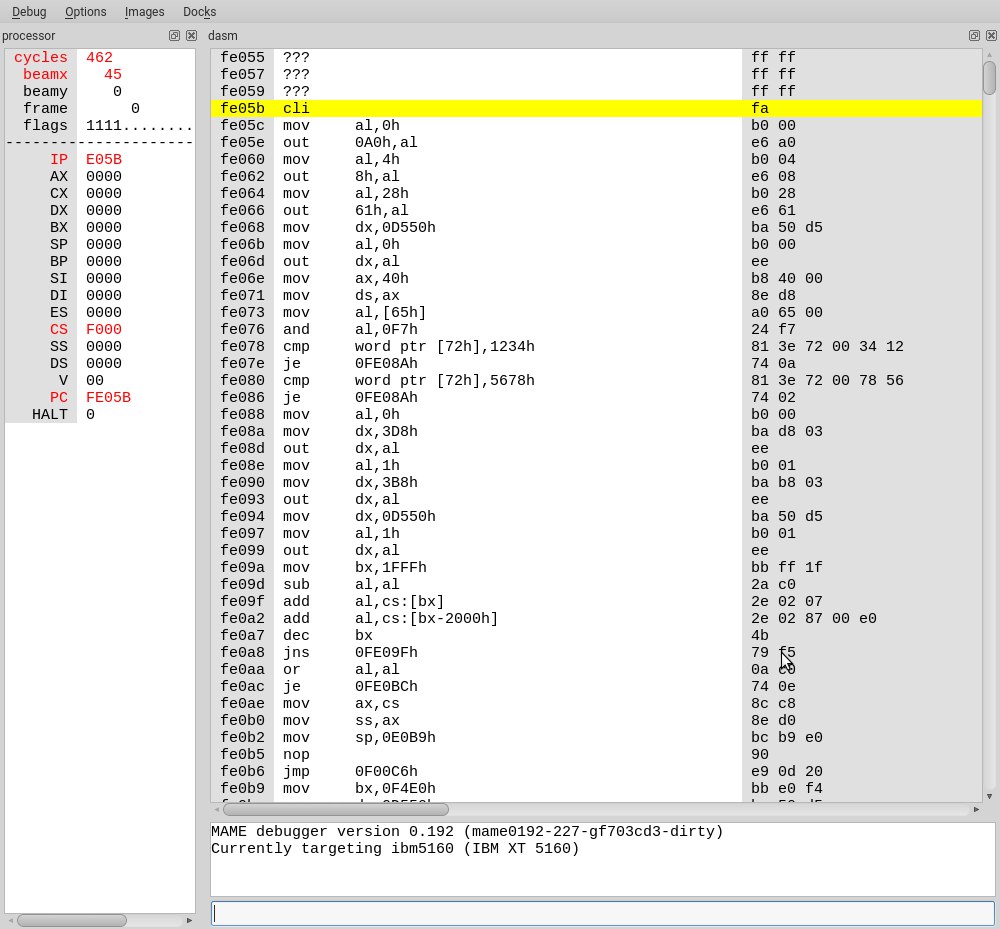 Debug Options Images Docks
processor
cycles 462
beamx 45
beamy 0
frame 0
flags 1111........
---------------------
IP E05B
AX 0000
CX 0000
DX 0000
BX 0000
SP 0000
BP 0000
SI 0000
DI 0000
ES 0000
CS F000
SS 0000
DS 0000
V 00
PC FE05B
HALT 0
dasm
fe055 ??? ff ff
fe057 ??? ff ff
fe059 ??? ff ff
fe05b cli fa
fe05c mov al,0h b0 00
fe05e out 0A0h,al e6 a0
fe060 mov al,4h b0 04
fe062 out 8h,al e6 08
fe064 mov al,28h b0 28
fe066 out 61h,al e6 61
fe068 mov dx,0D550h ba 50 d5
fe06b mov al,0h b0 00
fe06d out dx,al ee
fe06e mov ax,40h b8 40 00
fe071 mov ds,ax 8e d8
fe073 mov al,[65h] a0 65 00
fe076 and al,0F7h 24 f7
fe078 cmp word ptr [72h],1234h 81 3e 72 00 34 12
fe07e je 0FE08Ah 74 0a
fe080 cmp word ptr [72h],5678h 81 3e 72 00 78 56
fe086 je 0FE08Ah 74 02
fe088 mov al,0h b0 00
fe08a mov dx,3D8h ba d8 03
fe08d out dx,al ee
fe08e mov al,1h b0 01
fe090 mov dx,3B8h ba b8 03
fe093 out dx,al ee
fe094 mov dx,0D550h ba 50 d5
fe097 mov al,1h b0 01
fe099 out dx,al ee
fe09a mov bx,1FFFh bb ff 1f
fe09d sub al,al 2a c0
fe09f add al,cs:[bx] 2e 02 07
fe0a2 add al,cs:[bx-2000h] 2e 02 87 00 e0
fe0a7 dec bx 4b
fe0a8 jns 0FE09Fh 79 f5
fe0aa or al,al 0a c0
fe0ac je 0FE0BCh 74 0e
fe0ae mov ax,cs 8c c8
fe0b0 mov ss,ax 8e d0
fe0b2 mov sp,0E0B9h bc b9 e0
fe0b5 nop 90
fe0b6 jmp 0F00C6h e9 0d 20
fe0b9 mov bx,0F4E0h bb e0 f4
MAME debugger version 0.192 (mame0192-227-gf703cd3-dirty)
Currently targeting ibm5160 (IBM XT 5160)